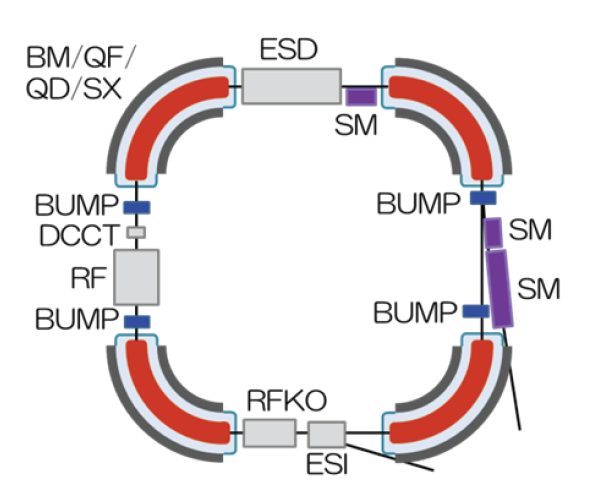 ESD
BM/QF/
QD/SX
SM
BUMP
BUMP
DCCT
SM
RF
SM
BUMP
BUMP
RFKO
ESI